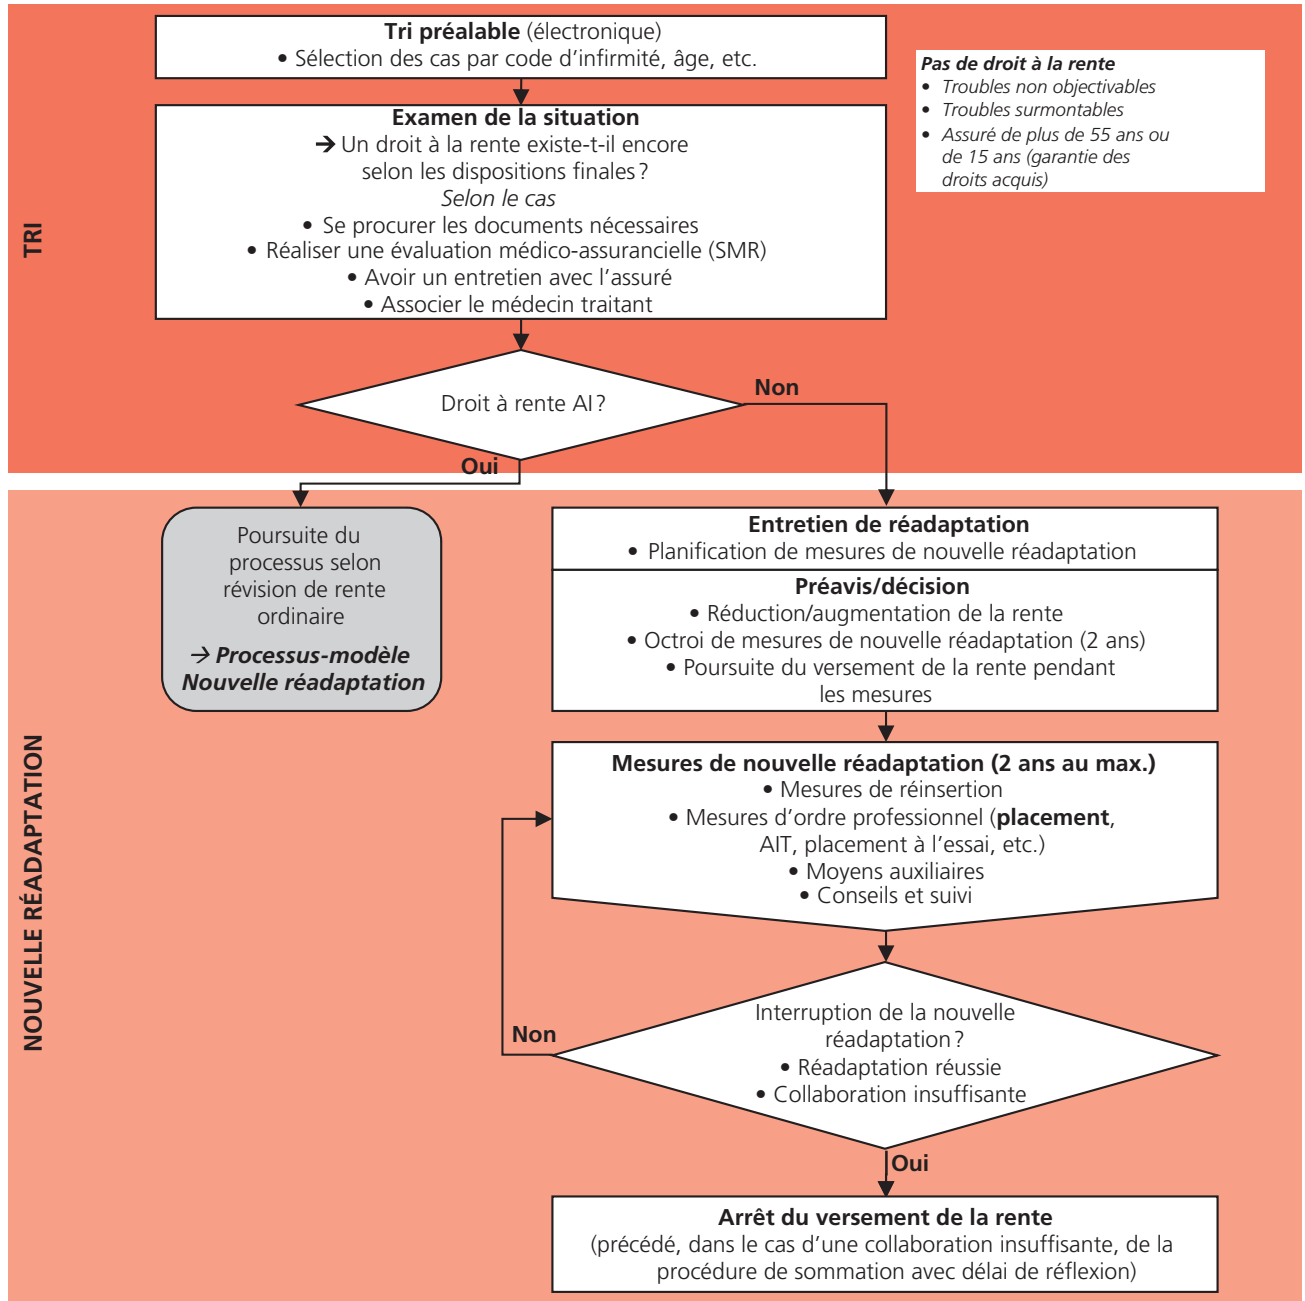 Tri préalable (électronique)
• Sélection des cas par code d'infirmité, âge, etc.
Pas de droit à la rente
• Troubles non objectivables
• Troubles surmontables
• Assuré de plus de 55 ans ou
de 15 ans (garantie des
droits acquis)
Examen de la situation
→ Un droit à la rente existe-t-il encore
selon les dispositions finales ?
Selon le cas
• Se procurer les documents nécessaires
• Réaliser une évaluation médico-assurancielle (SMR)
• Avoir un entretien avec l'assuré
• Associer le médecin traitant
TRI
Droit à rente AI ?
Non
Oui
Poursuite du
processus selon
révision de rente
ordinaire
→ Processus-modèle
Nouvelle réadaptation
Entretien de réadaptation
• Planification de mesures de nouvelle réadaptation
Préavis/décision
• Réduction/augmentation de la rente
• Octroi de mesures de nouvelle réadaptation (2 ans)
• Poursuite du versement de la rente pendant
les mesures
NOUVELLE RÉADAPTATION
Mesures de nouvelle réadaptation (2 ans au max.)
• Mesures de réinsertion
• Mesures d'ordre professionnel (placement,
AIT, placement à l'essai, etc.)
• Moyens auxiliaires
• Conseils et suivi
Interruption de la nouvelle
réadaptation ?
• Réadaptation réussie
• Collaboration insuffisante
Non
Oui
Arrêt du versement de la rente
(précédé, dans le cas d'une collaboration insuffisante, de la
procédure de sommation avec délai de réflexion)